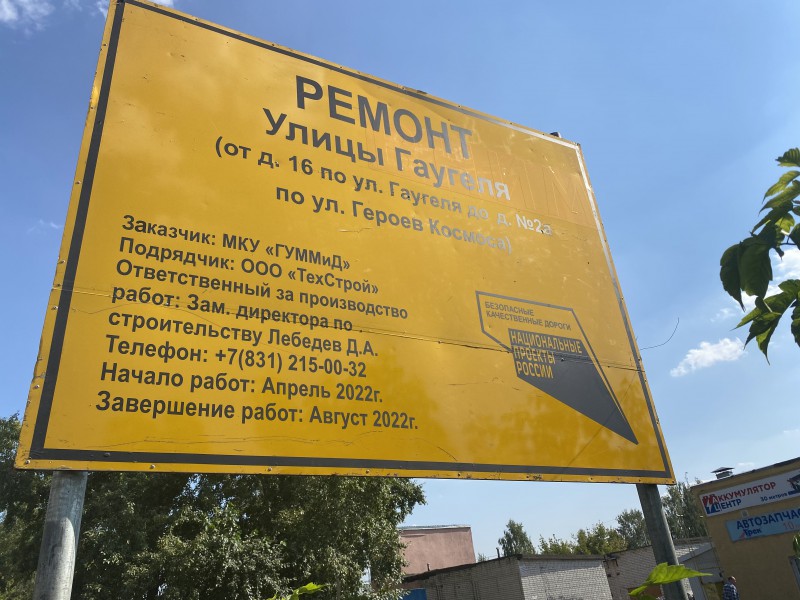 РЕМОНТ
Улицы Гаугеля
(от д. 16 по ул. Гаугеля до д. №2а
по ул. Героев Космоса)
Заказчик: МКУ «ГУММиД»
Подрядчик: ООО «ТехСтрой»
Ответственный за производство
работ: Зам. директора по
строительству Лебедев Д.А.
Телефон: +7(831) 215-00-32
Начало работ: Апрель 2022г.
Завершение работ: Август 2022г.
БЕЗОПАСНЫЕ
КАЧЕСТВЕННЫЕ ДОРОГИ
НАЦИОНАЛЬНЫЕ
ПРОЕКТЫ
РОССИИ
АККУМУЛЯТОР
ЦЕНТР
АВТОЗАПЧА